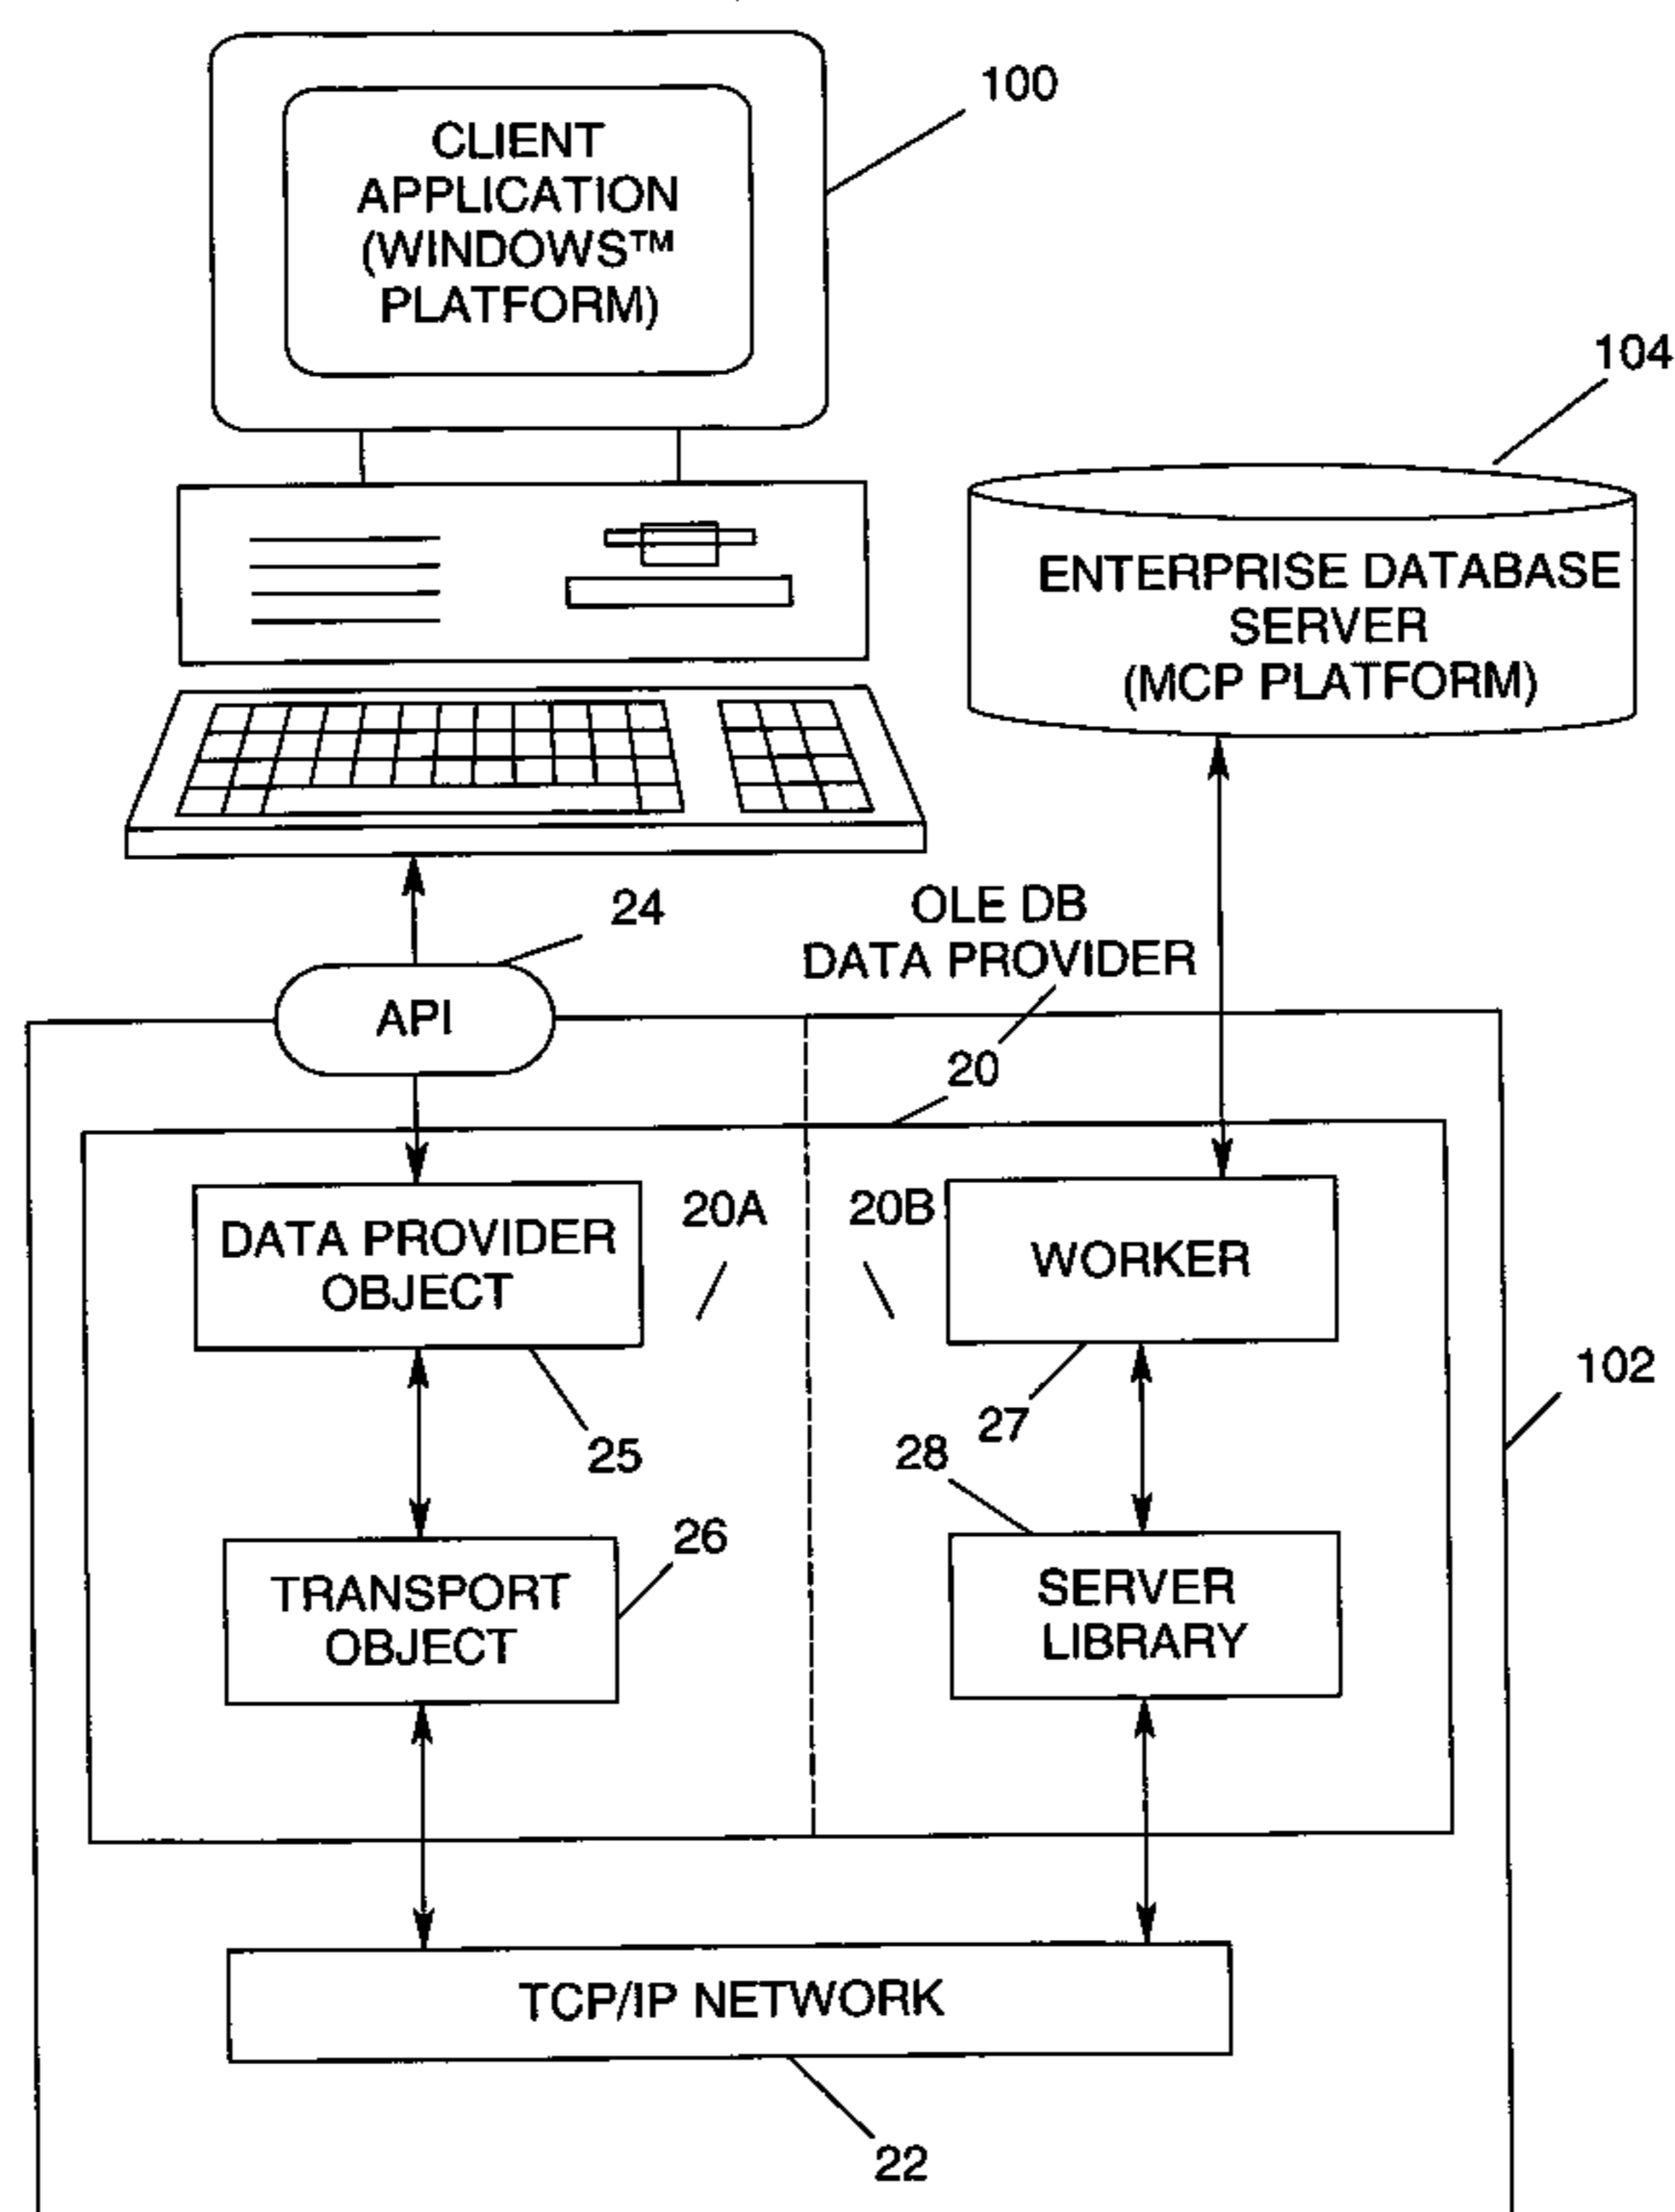 100
CLIENT
APPLICATION
(WINDOWS™
PLATFORM)
104
ENTERPRISE DATABASE
SERVER
(MCP PLATFORM)
24
OLE DB
DATA PROVIDER
API
20
DATA PROVIDER
OBJECT
20A
20B
WORKER
102
25
27
28
26
TRANSPORT
OBJECT
SERVER
LIBRARY
TCP/IP NETWORK
22